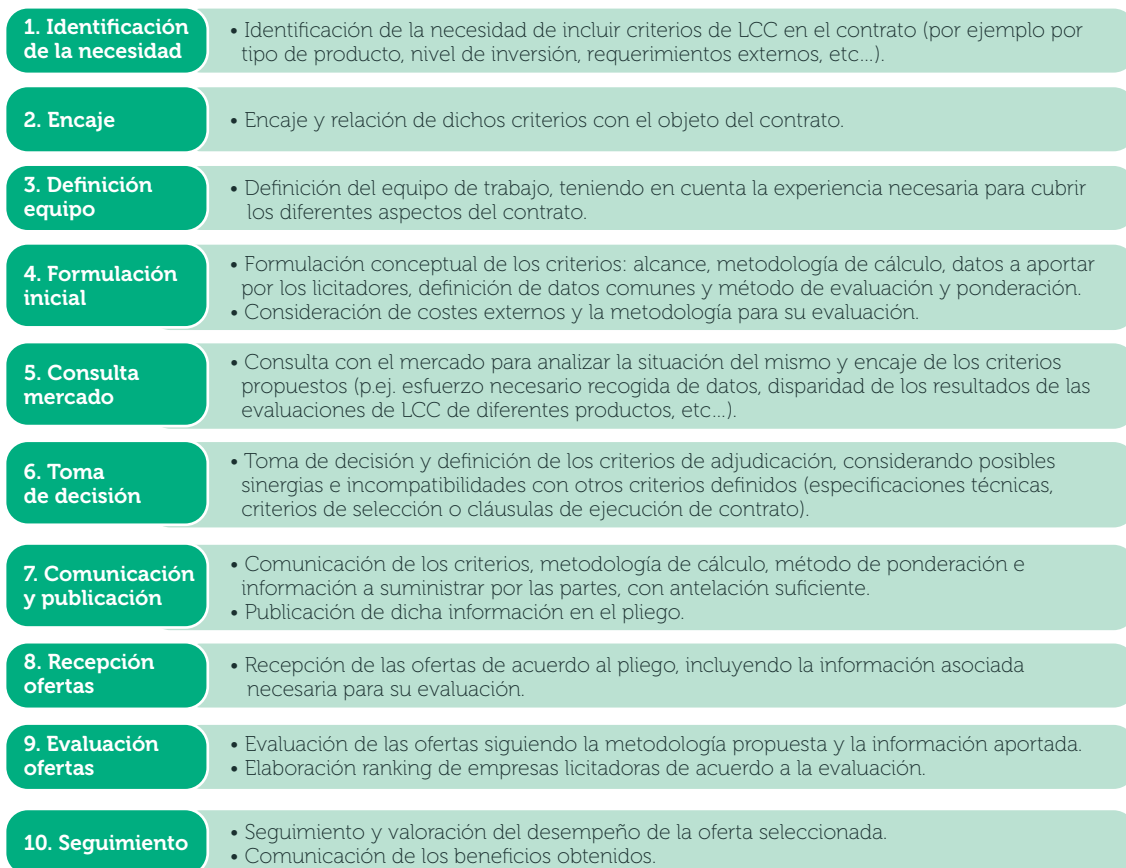 1. Identificación
de la necesidad
• Identificación de la necesidad de incluir criterios de LCC en el contrato (por ejemplo por
tipo de producto, nivel de inversión, requerimientos externos, etc...).
2. Encaje
• Encaje y relación de dichos criterios con el objeto del contrato.
3. Definición
equipo
• Definición del equipo de trabajo, teniendo en cuenta la experiencia necesaria para cubrir
los diferentes aspectos del contrato.
4. Formulación
inicial
• Formulación conceptual de los criterios: alcance, metodología de cálculo, datos a aportar
por los licitadores, definición de datos comunes y método de evaluación y ponderación.
• Consideración de costes externos y la metodología para su evaluación.
5. Consulta
mercado
• Consulta con el mercado para analizar la situación del mismo y encaje de los criterios
propuestos (p.ej. esfuerzo necesario recogida de datos, disparidad de los resultados de las
evaluaciones de LCC de diferentes productos, etc...).
6. Toma
de decisión
• Toma de decisión y definición de los criterios de adjudicación, considerando posibles
sinergias e incompatibilidades con otros criterios definidos (especificaciones técnicas,
criterios de selección o cláusulas de ejecución de contrato).
7. Comunicación
y publicación
• Comunicación de los criterios, metodología de cálculo, método de ponderación e
información a suministrar por las partes, con antelación suficiente.
• Publicación de dicha información en el pliego.
8. Recepción
ofertas
• Recepción de las ofertas de acuerdo al pliego, incluyendo la información asociada
necesaria para su evaluación.
9. Evaluación
ofertas
• Evaluación de las ofertas siguiendo la metodología propuesta y la información aportada.
• Elaboración ranking de empresas licitadoras de acuerdo a la evaluación.
10. Seguimiento
• Seguimiento y valoración del desempeño de la oferta seleccionada.
• Comunicación de los beneficios obtenidos.